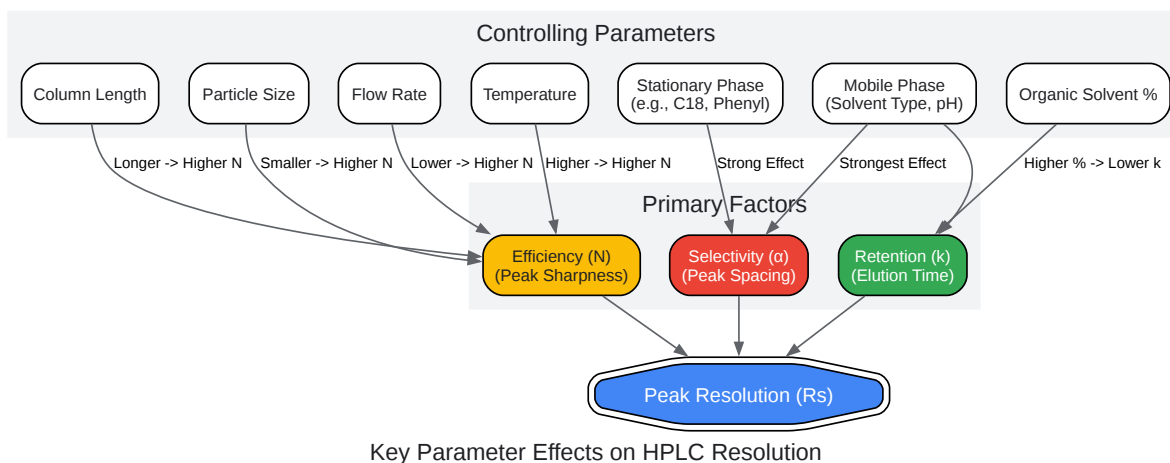 Controlling Parameters
Column Length
Particle Size
Flow Rate
Temperature
Stationary Phase
(e.g., C18, Phenyl)
Mobile Phase
(Solvent Type, pH)
Organic Solvent %
Longer -> Higher N
Smaller -> Higher N
Lower -> Higher N
Higher -> Higher N
Strong Effect
Strongest Effect
Higher % -> Lower k
Primary Factors
Efficiency (N)
(Peak Sharpness)
Selectivity (α)
(Peak Spacing)
Retention (k)
(Elution Time)
Peak Resolution (Rs)
Key Parameter Effects on HPLC Resolution